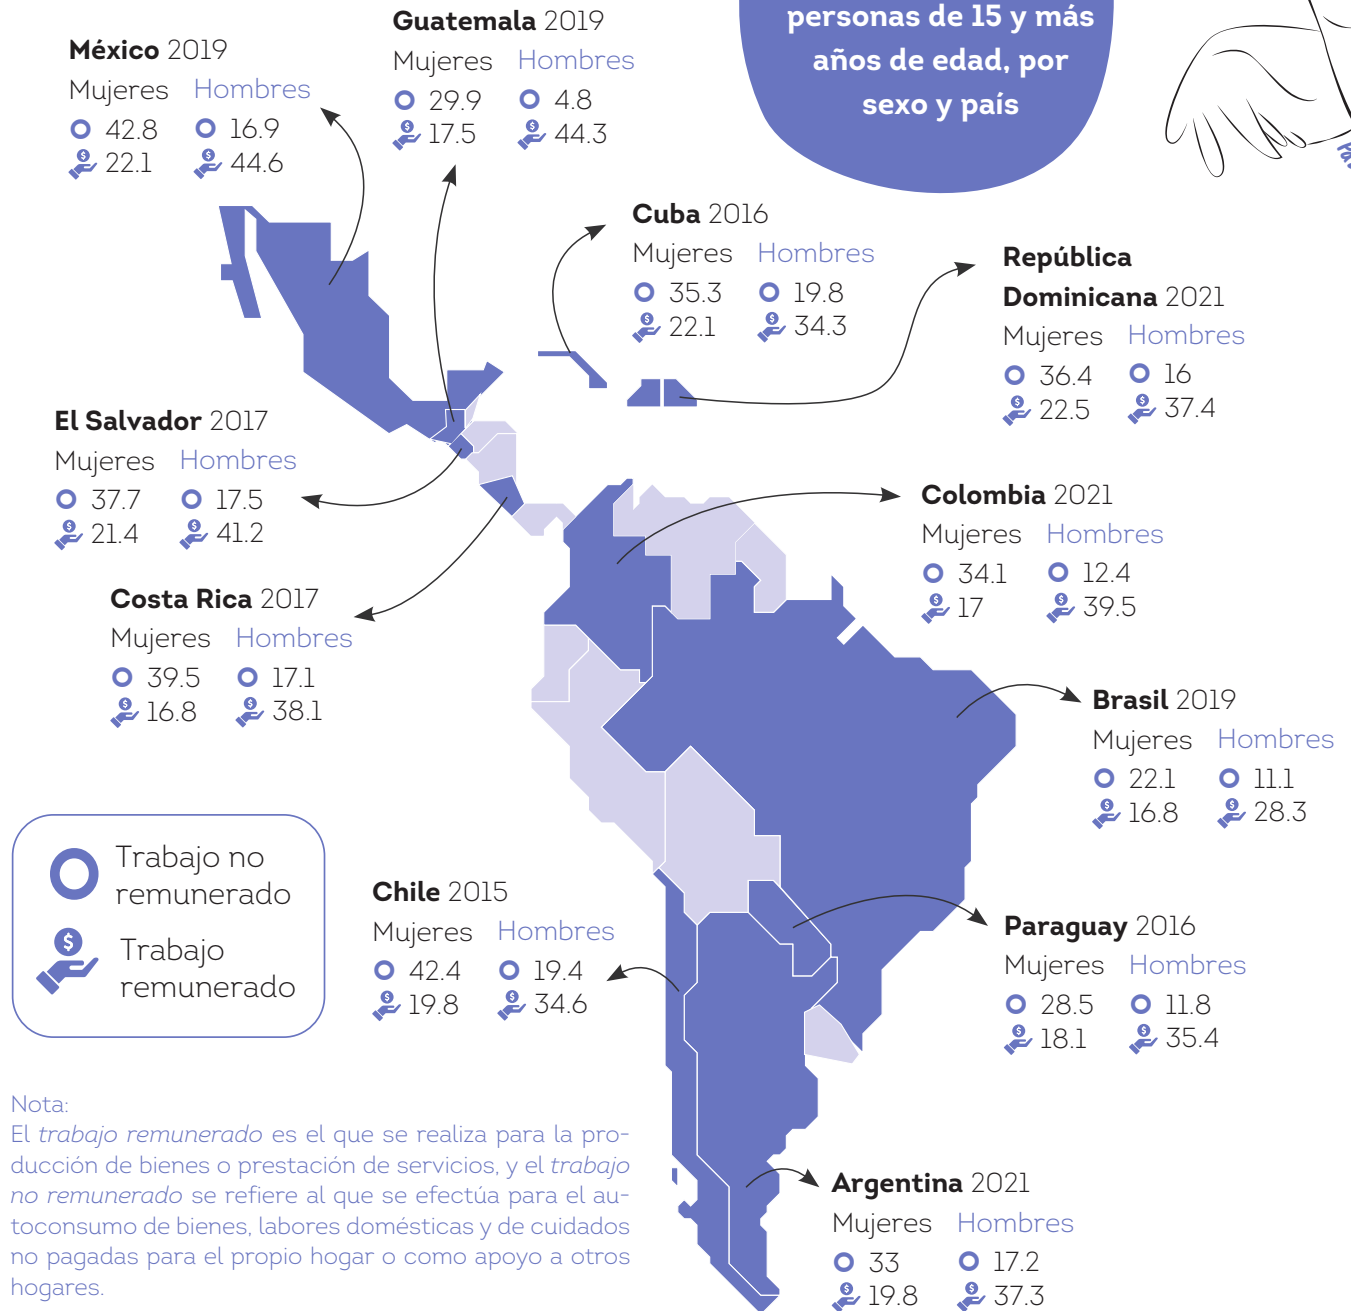 personas de 15 y más
años de edad, por
sexo y país
México 2019
Mujeres Hombres
42.8 16.9
22.1 44.6
Guatemala 2019
Mujeres Hombres
29.9 4.8
17.5 44.3
Cuba 2016
Mujeres Hombres
35.3 19.8
22.1 34.3
República
Dominicana 2021
Mujeres Hombres
36.4 16
22.5 37.4
El Salvador 2017
Mujeres Hombres
37.7 17.5
21.4 41.2
Colombia 2021
Mujeres Hombres
34.1 12.4
17 39.5
Costa Rica 2017
Mujeres Hombres
39.5 17.1
16.8 38.1
Brasil 2019
Mujeres Hombres
22.1 11.1
16.8 28.3
Trabajo no
remunerado
$ Trabajo
remunerado
Chile 2015
Mujeres Hombres
42.4 19.4
19.8 34.6
Paraguay 2016
Mujeres Hombres
28.5 11.8
18.1 35.4
Nota:
El trabajo remunerado es el que se realiza para la pro-
ducción de bienes o prestación de servicios, y el trabajo
no remunerado se refiere al que se efectúa para el au-
toconsumo de bienes, labores domésticas y de cuidados
no pagadas para el propio hogar o como apoyo a otros
hogares.
Argentina 2021
Mujeres Hombres
33 17.2
19.8 37.3